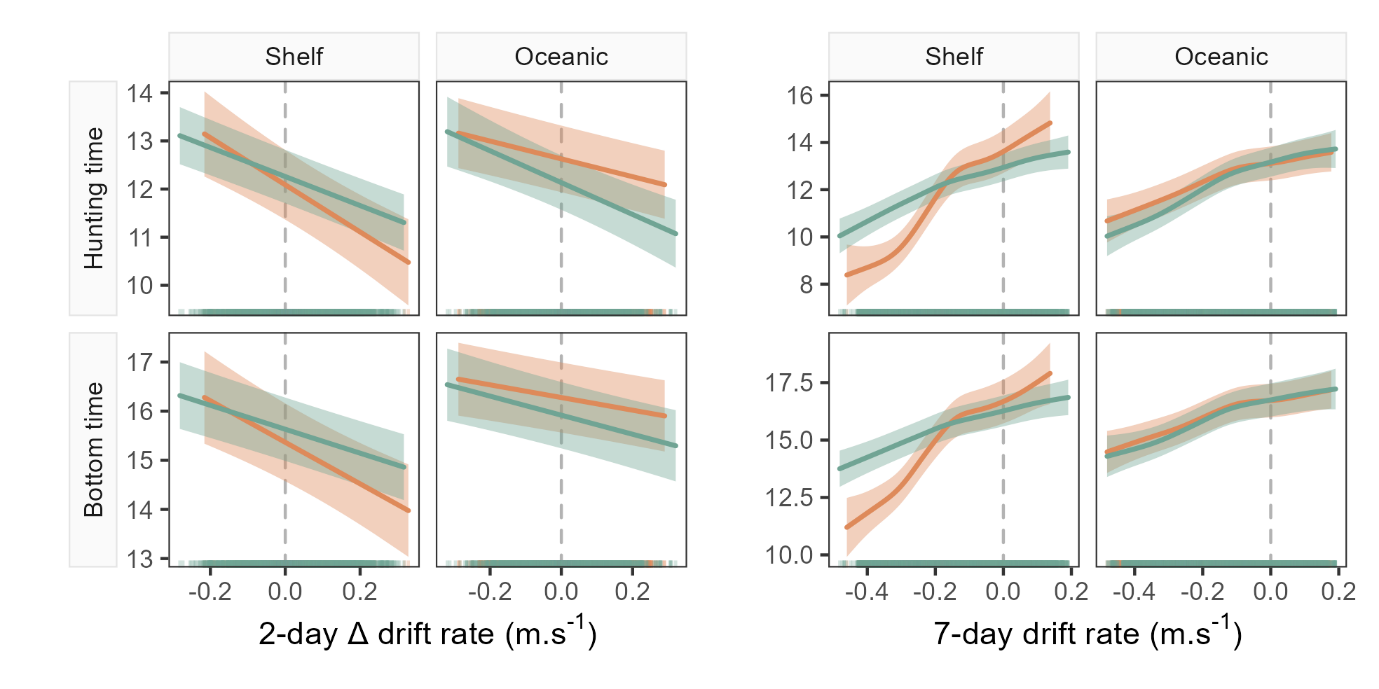 Shelf
Oceanic
Shelf
Oceanic
Hunting time
14
13
12
11
10
16
14
12
10
8
Bottom time
17
16
15
14
13
17.5
15.0
12.5
10.0
-0.2 0.0 0.2
-0.2 0.0 0.2
-0.4 -0.2 0.0 0.2
-0.4 -0.2 0.0 0.2
2-day Δ drift rate (m.s⁻¹)
7-day drift rate (m.s⁻¹)